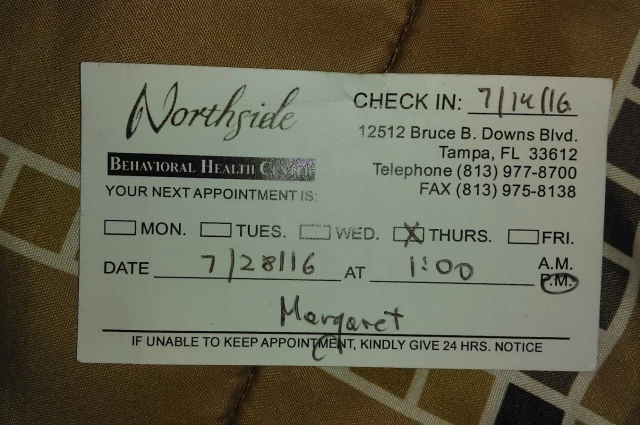 Northside
BEHAVIORAL HEALTH
CHECK IN: 7/14/16
12512 Bruce B. Downs Blvd.
Tampa, FL 33612
Telephone (813) 977-8700
FAX (813) 975-8138
YOUR NEXT APPOINTMENT IS:
MON. TUES. WED. X THURS. FRI.
DATE 7/28/16 AT 1:00 A.M.
P.M.
Margaret
IF UNABLE TO KEEP APPOINTMENT, KINDLY GIVE 24 HRS. NOTICE